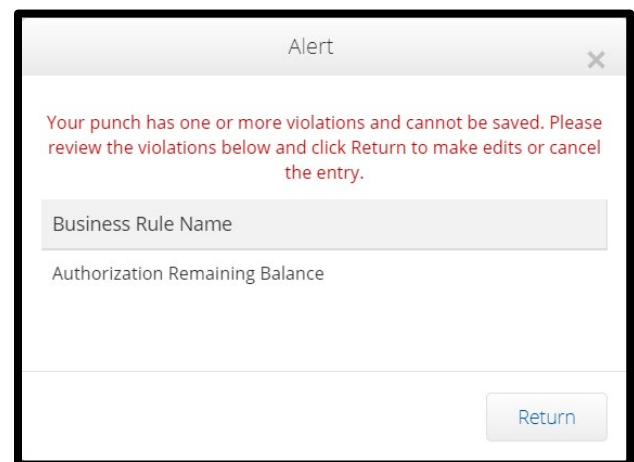 Alert
×
Your punch has one or more violations and cannot be saved. Please
review the violations below and click Return to make edits or cancel
the entry.
Business Rule Name
Authorization Remaining Balance
Return